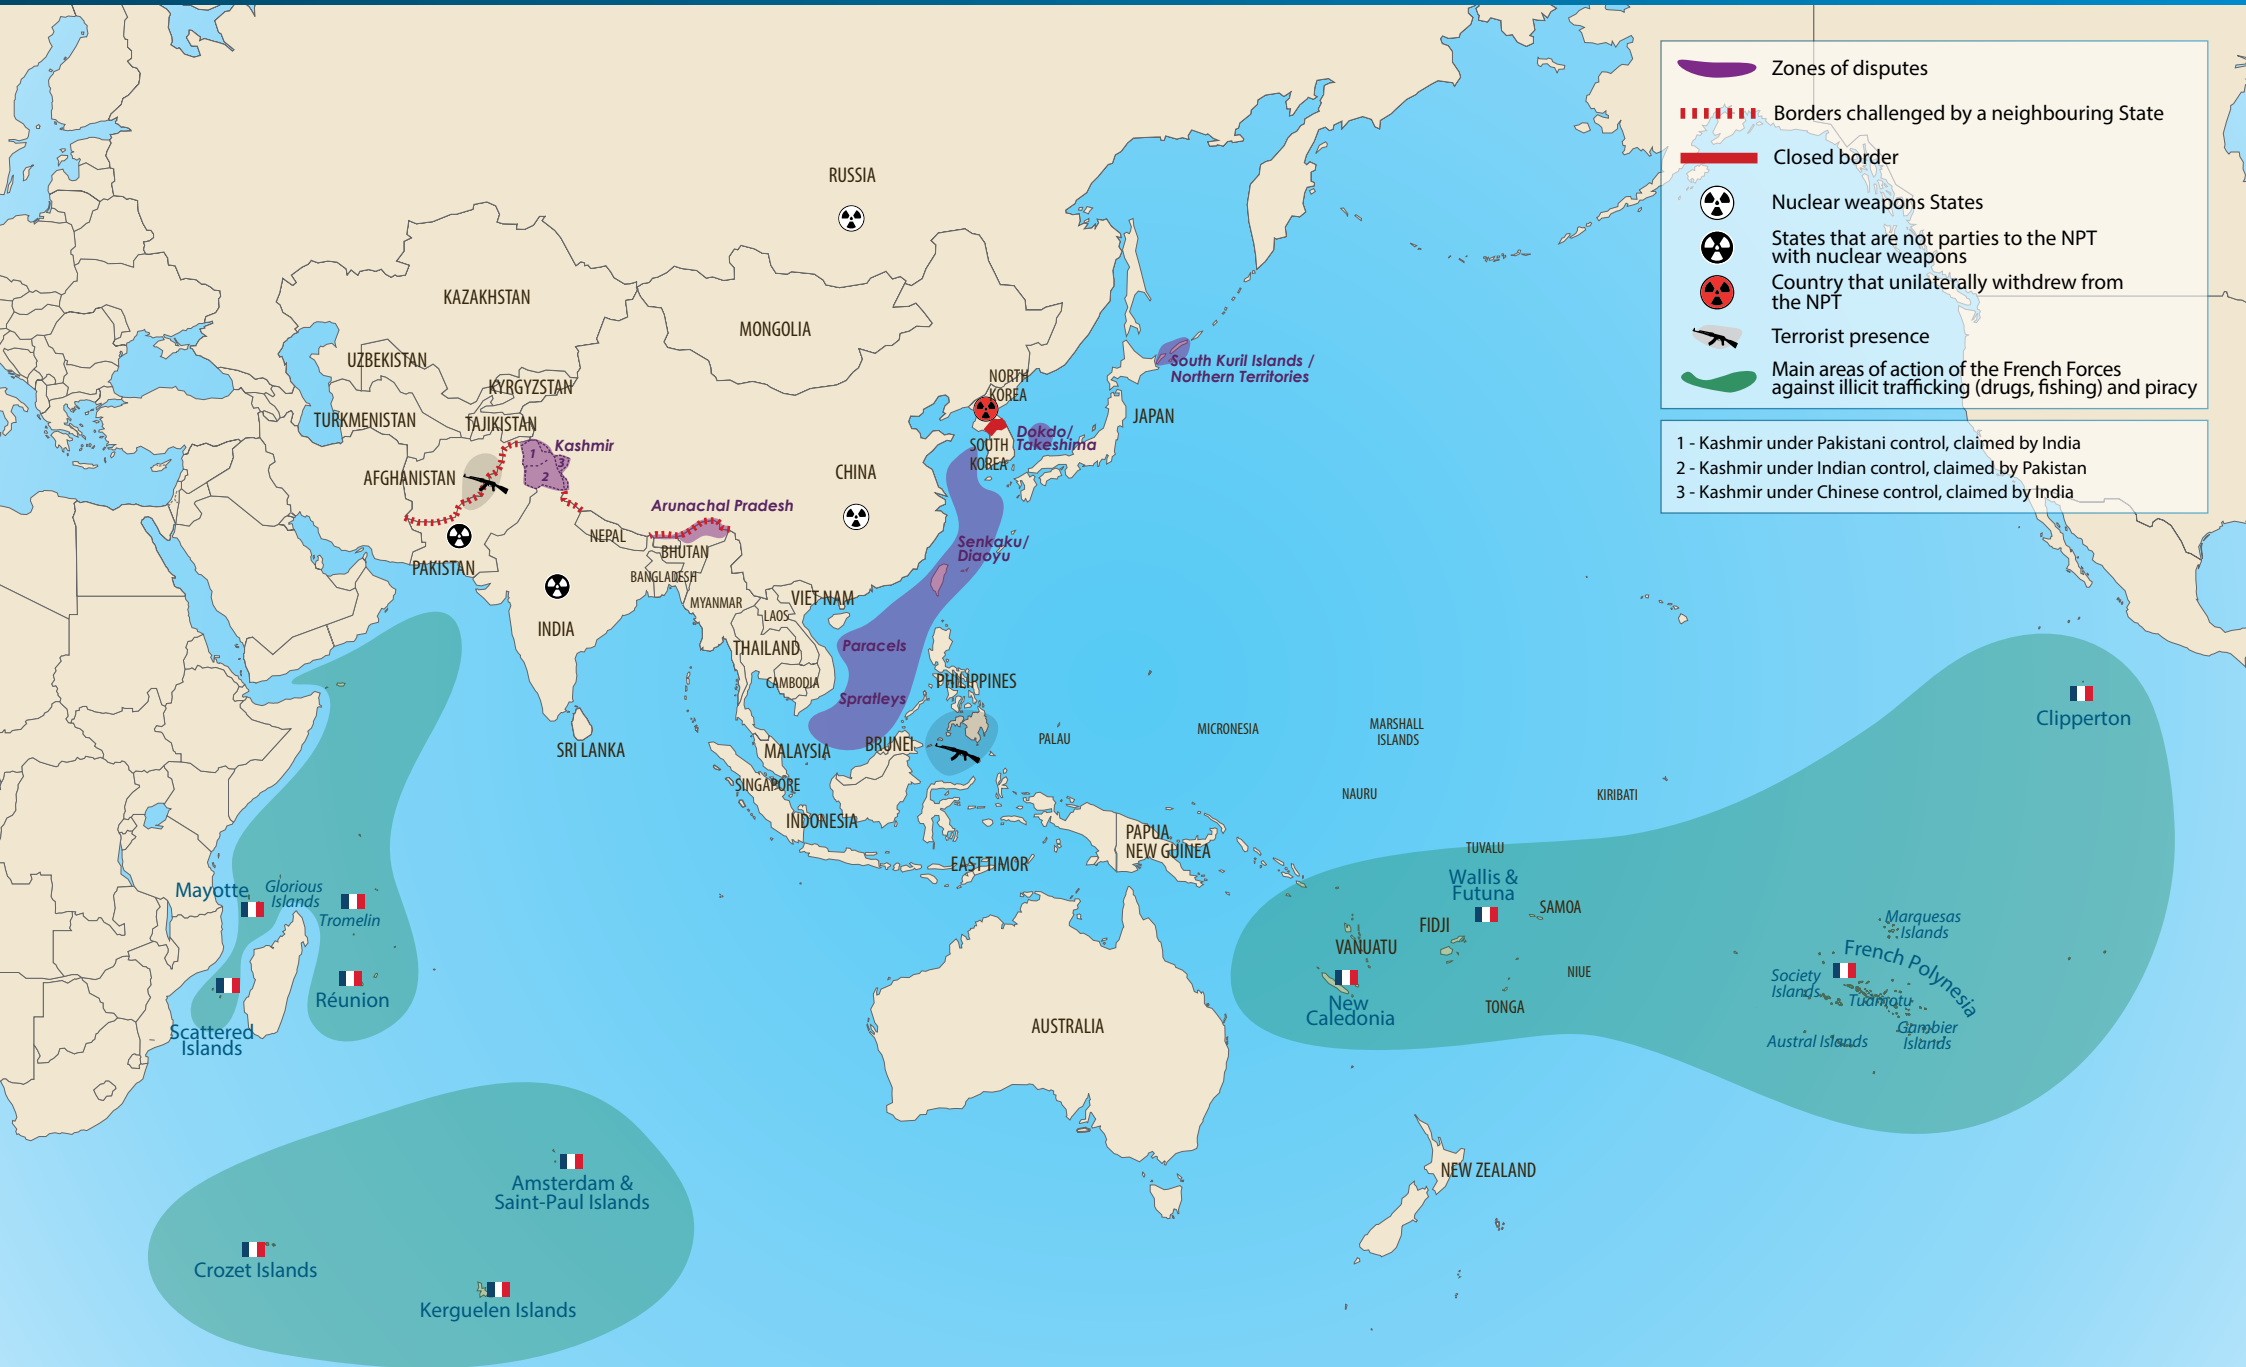 Zones of disputes
Borders challenged by a neighbouring State
Closed border
Nuclear weapons States
States that are not parties to the NPT
with nuclear weapons
Country that unilaterally withdrew from
the NPT
Terrorist presence
Main areas of action of the French Forces
against illicit trafficking (drugs, fishing) and piracy
1 - Kashmir under Pakistani control, claimed by India
2 - Kashmir under Indian control, claimed by Pakistan
3 - Kashmir under Chinese control, claimed by India
RUSSIA
KAZAKHSTAN
MONGOLIA
UZBEKISTAN
KYRGYZSTAN
TURKMENISTAN
TAJIKISTAN
AFGHANISTAN
Kashmir
1
3
2
NORTH
KOREA
SOUTH
KOREA
South Kuril Islands /
Northern Territories
JAPAN
Dokdo/
Takeshima
CHINA
Arunachal Pradesh
Senkaku/
Diaoyu
NEPAL
BHUTAN
PAKISTAN
BANGLADESH
INDIA
MYANMAR
LAOS
VIET NAM
THAILAND
CAMBODIA
Paracels
Spratleys
PHILIPPINES
SRI LANKA
MALAYSIA
BRUNEI
SINGAPORE
INDONESIA
EAST TIMOR
PALAU
MICRONESIA
MARSHALL
ISLANDS
NAURU
KIRIBATI
PAPUA
NEW GUINEA
TUVALU
Wallis &
Futuna
SAMOA
FIDJI
VANUATU
NIUE
TONGA
New
Caledonia
Clipperton
Marquesas
Islands
French Polynesia
Society
Islands
Tuamotu
Gambier
Islands
Austral Islands
Mayotte
Glorious
Islands
Tromelin
Réunion
Scattered
Islands
AUSTRALIA
NEW ZEALAND
Amsterdam &
Saint-Paul Islands
Crozet Islands
Kerguelen Islands